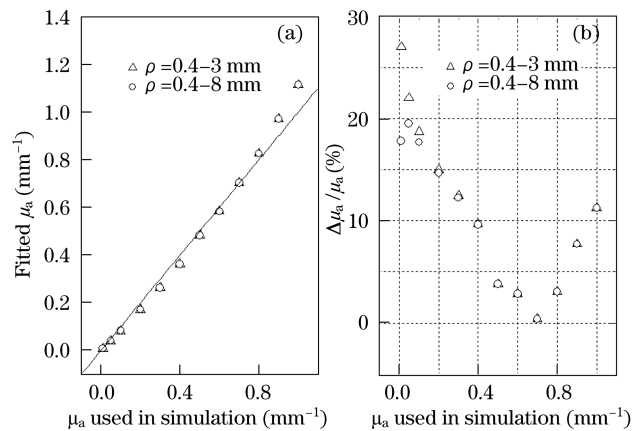 (a)
△ ρ =0.4–3 mm
○ ρ =0.4–8 mm
1.2
1.0
0.8
0.6
0.4
0.2
0.0
Fitted μa (mm⁻¹)
0.0 0.4 0.8
μa used in simulation (mm⁻¹)
(b)
△ ρ =0.4–3 mm
○ ρ =0.4–8 mm
30
20
10
0
Δμa/μa (%)
0.0 0.4 0.8
μa used in simulation (mm⁻¹)